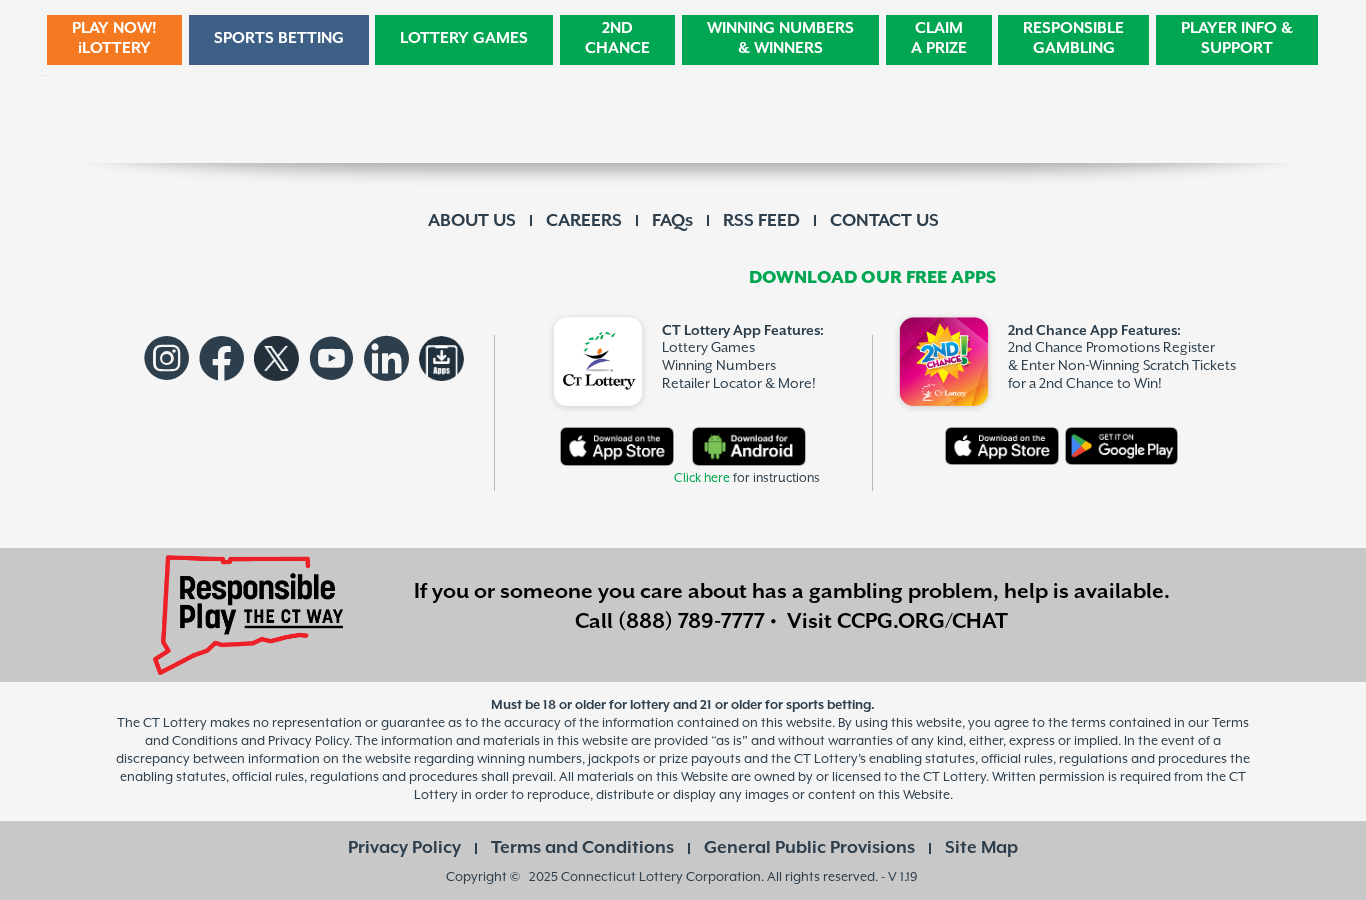 PLAY NOW!
iLOTTERY
SPORTS BETTING
LOTTERY GAMES
2ND
CHANCE
WINNING NUMBERS
& WINNERS
CLAIM
A PRIZE
RESPONSIBLE
GAMBLING
PLAYER INFO &
SUPPORT
ABOUT US
CAREERS
FAQs
RSS FEED
CONTACT US
DOWNLOAD OUR FREE APPS
Apps
CT Lottery
CT Lottery App Features:
Lottery Games
Winning Numbers
Retailer Locator & More!
Download on the
App Store
Download for
Android
Click here for instructions
2ND
CHANCE!
CT Lottery
2nd Chance App Features:
2nd Chance Promotions Register
& Enter Non-Winning Scratch Tickets
for a 2nd Chance to Win!
Download on the
App Store
GET IT ON
Google Play
Responsible
Play THE CT WAY
If you or someone you care about has a gambling problem, help is available.
Call (888) 789-7777 • Visit CCPG.ORG/CHAT
Must be 18 or older for lottery and 21 or older for sports betting.
The CT Lottery makes no representation or guarantee as to the accuracy of the information contained on this website. By using this website, you agree to the terms contained in our Terms
and Conditions and Privacy Policy. The information and materials in this website are provided “as is” and without warranties of any kind, either, express or implied. In the event of a
discrepancy between information on the website regarding winning numbers, jackpots or prize payouts and the CT Lottery's enabling statutes, official rules, regulations and procedures the
enabling statutes, official rules, regulations and procedures shall prevail. All materials on this Website are owned by or licensed to the CT Lottery. Written permission is required from the CT
Lottery in order to reproduce, distribute or display any images or content on this Website.
Privacy Policy
Terms and Conditions
General Public Provisions
Site Map
Copyright © 2025 Connecticut Lottery Corporation. All rights reserved. - V 1.19